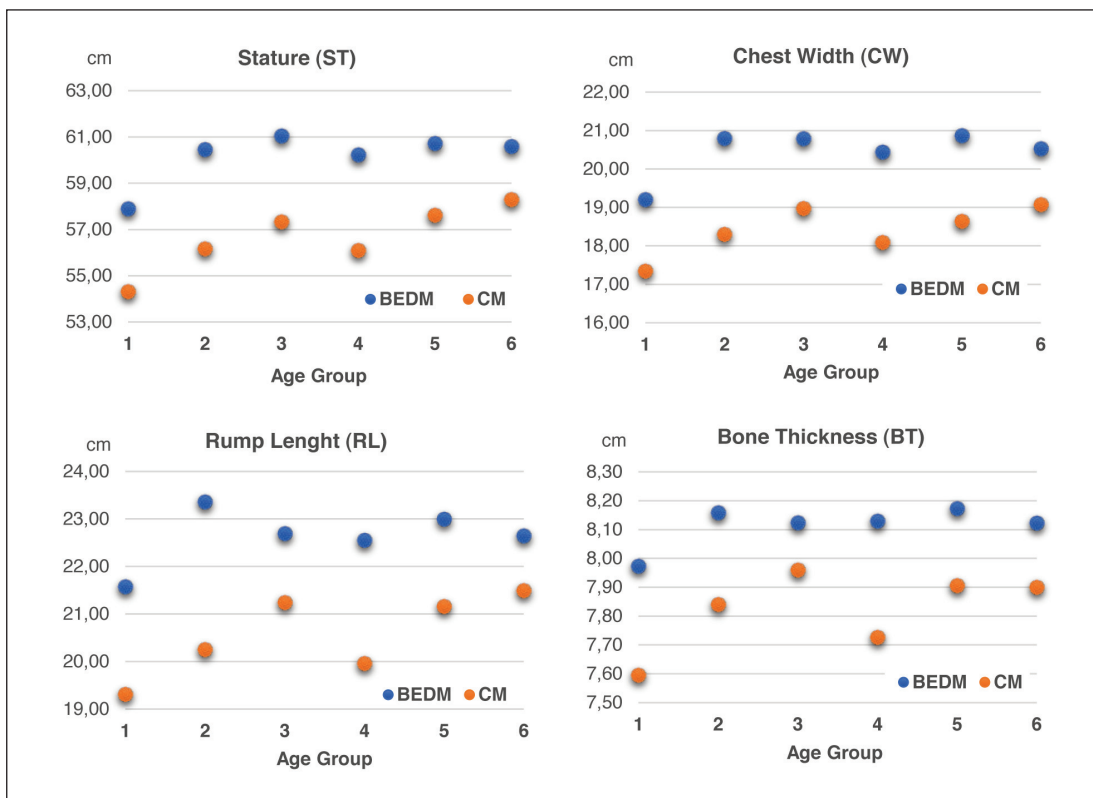 cm
Stature (ST)
63,00
61,00
59,00
57,00
55,00
53,00
BEDM CM
1 2 3 4 5 6
Age Group
Chest Width (CW)
22,00
21,00
20,00
19,00
18,00
17,00
16,00
BEDM CM
1 2 3 4 5 6
Age Group
cm
Rump Lenght (RL)
24,00
23,00
22,00
21,00
20,00
19,00
BEDM CM
1 2 3 4 5 6
Age Group
cm
Bone Thickness (BT)
8,30
8,20
8,10
8,00
7,90
7,80
7,70
7,60
7,50
BEDM CM
1 2 3 4 5 6
Age Group